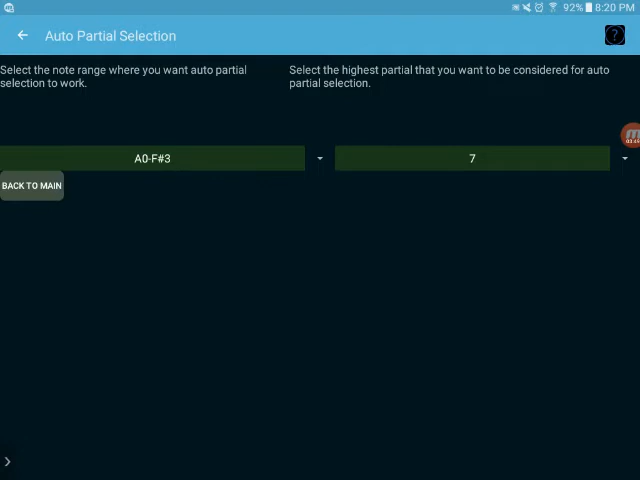 92% 8:20 PM
Auto Partial Selection
?
Select the note range where you want auto partial
selection to work.
Select the highest partial that you want to be considered for auto
partial selection.
03:49
A0-F#3
7
BACK TO MAIN